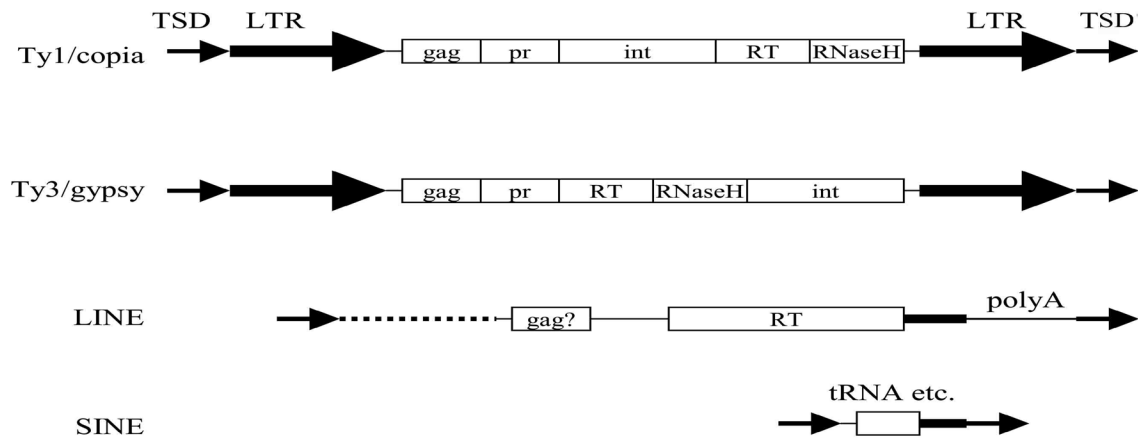 TSD LTR LTR TSD
Ty1/copia gag pr int RT RNaseH
Ty3/gypsy gag pr RT RNaseH int
polyA
LINE gag? RT
tRNA etc.
SINE